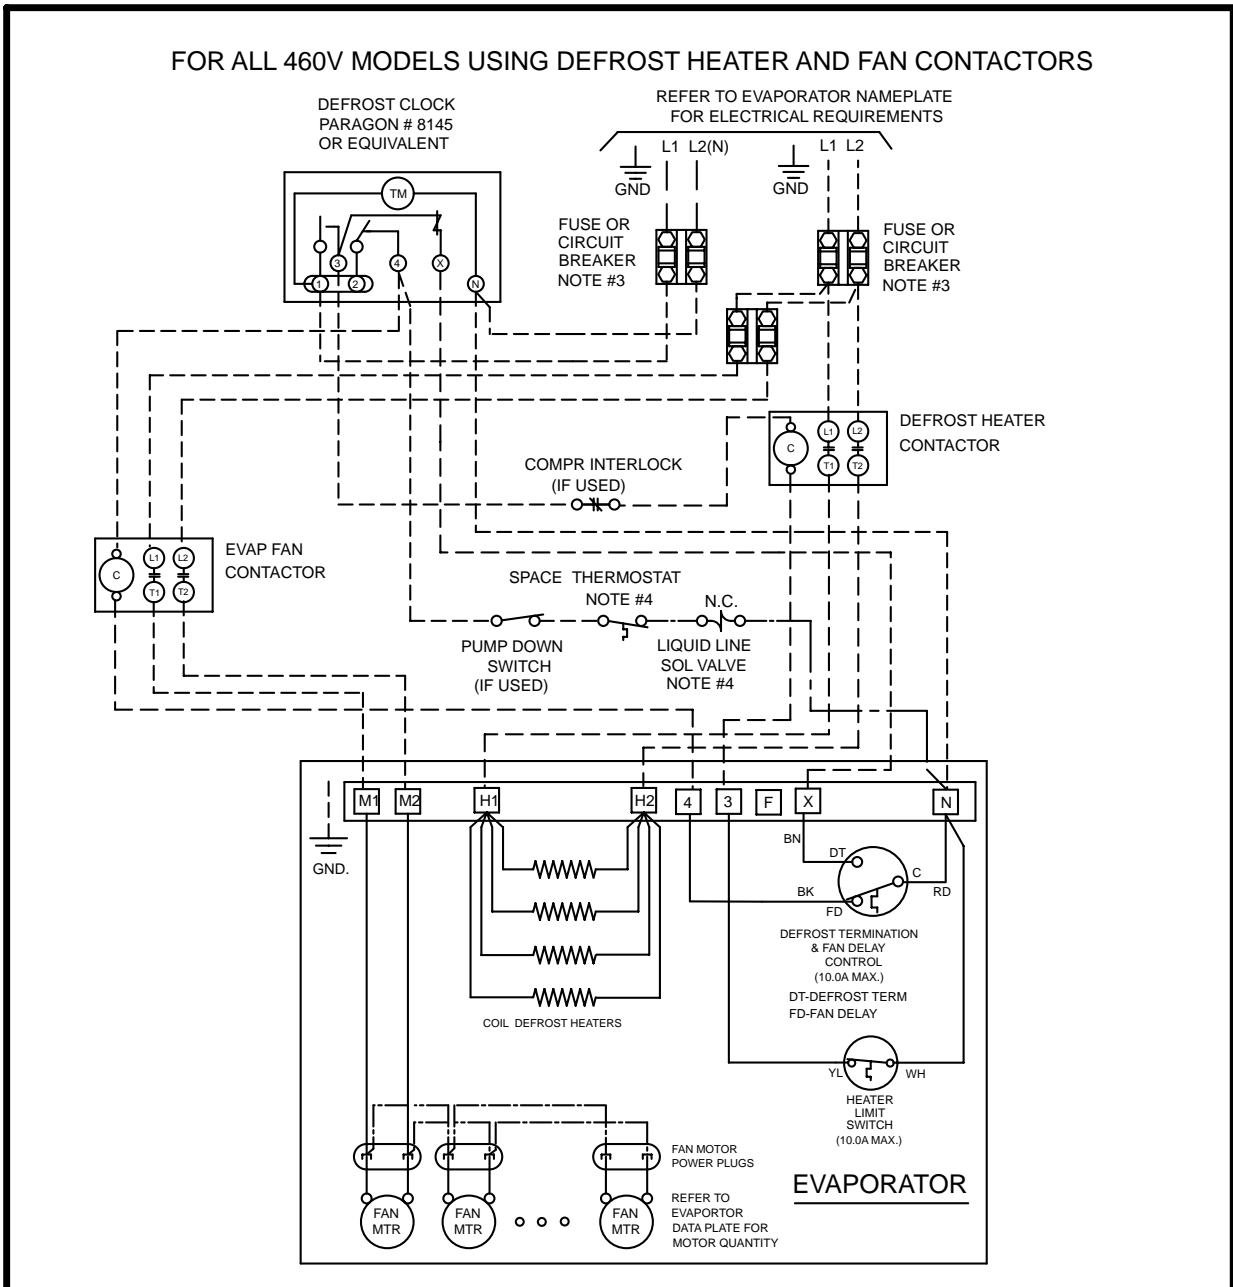 FOR ALL 460V MODELS USING DEFROST HEATER AND FAN CONTACTORS
DEFROST CLOCK
PARAGON # 8145
OR EQUIVALENT
REFER TO EVAPORATOR NAMEPLATE
FOR ELECTRICAL REQUIREMENTS
L1 L2(N)
GND
L1 L2
GND
TM
3
4
X
1
2
N
FUSE OR
CIRCUIT
BREAKER
NOTE #3
FUSE OR
CIRCUIT
BREAKER
NOTE #3
C
L1
L2
T1
T2
DEFROST HEATER
CONTACTOR
COMPR INTERLOCK
(IF USED)
C
L1
L2
T1
T2
EVAP FAN
CONTACTOR
SPACE THERMOSTAT
NOTE #4
N.C.
PUMP DOWN
SWITCH
(IF USED)
LIQUID LINE
SOL VALVE
NOTE #4
M1
M2
H1
H2
4
3
F
X
N
GND.
BN
DT
C
BK
RD
FD
DEFROST TERMINATION
& FAN DELAY
CONTROL
(10.0A MAX.)
DT-DEFROST TERM
FD-FAN DELAY
COIL DEFROST HEATERS
YL
WH
HEATER
LIMIT
SWITCH
(10.0A MAX.)
FAN MOTOR
POWER PLUGS
EVAPORATOR
FAN
MTR
FAN
MTR
FAN
MTR
REFER TO
EVAPORTOR
DATA PLATE FOR
MOTOR QUANTITY